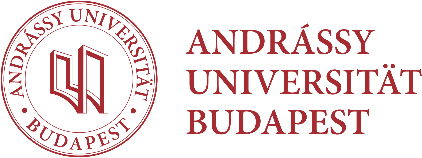 ANDRÁSSY UNIVERSITÄT
• BUDAPEST •
ANDRÁSSY
UNIVERSITÄT
BUDAPEST